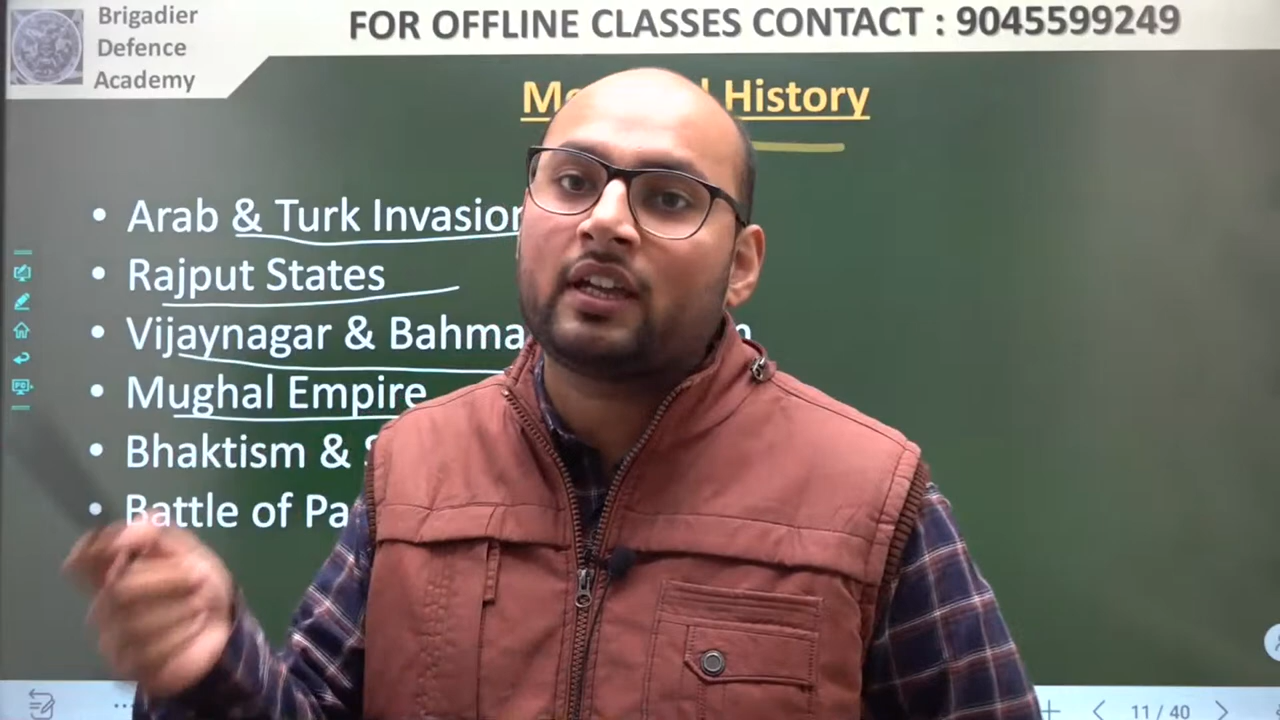 Brigadier
Defence
Academy
FOR OFFLINE CLASSES CONTACT : 9045599249
History
• Arab & Turk Invasion
• Rajput States
• Vijaynagar & Bahma
• Mughal Empire
• Bhaktism &
• Battle of Pa
11 / 40